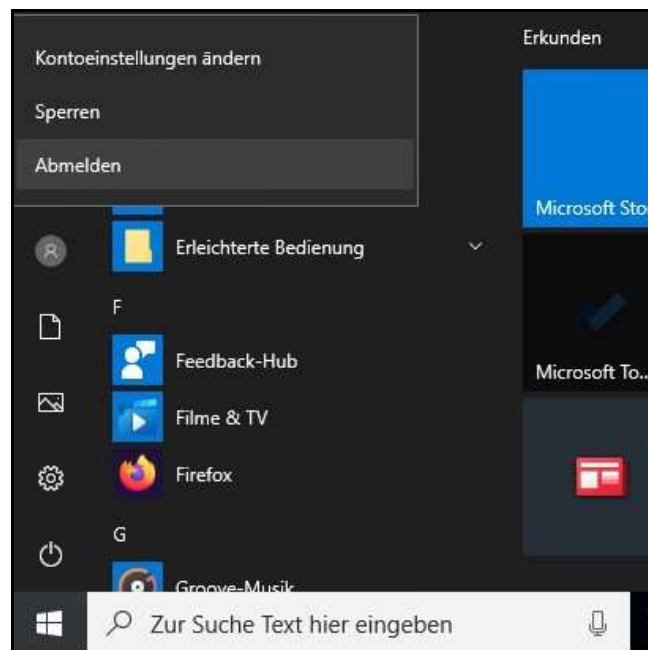 Kontoeinstellungen ändern
Sperren
Abmelden
Erkunden
Microsoft Sto
Microsoft To...
Erleichterte Bedienung
F
Feedback-Hub
Filme & TV
Firefox
G
Groove-Musik
Zur Suche Text hier eingeben